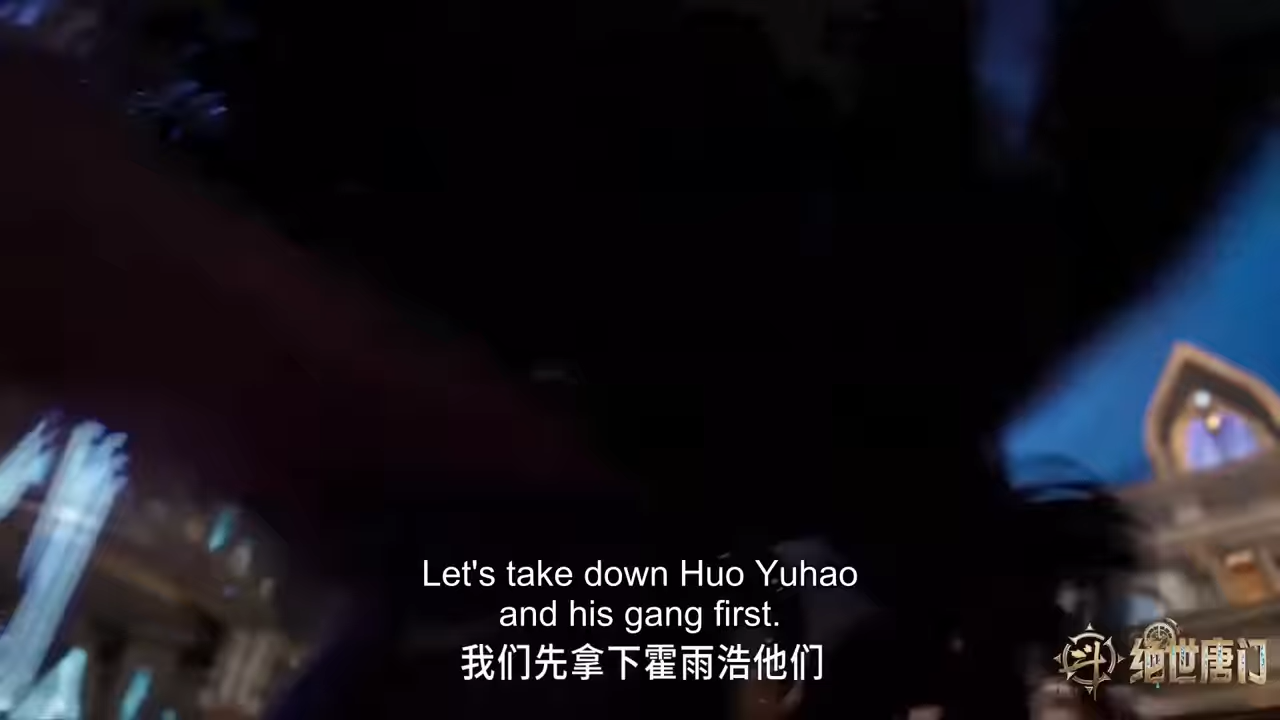 Let's take down Huo Yuhao
and his gang first.
我们先拿下霍雨浩他们
斗 绝世唐门